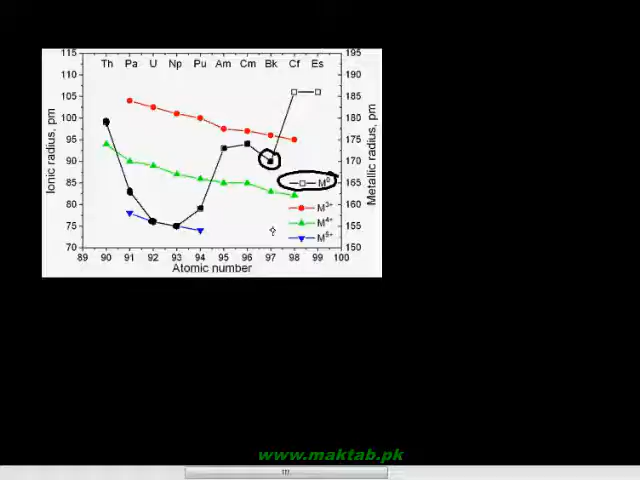 115 195
Th Pa U Np Pu Am Cm Bk Cf Es
110 190
105 185
100 180
95 175
90 170
85 165
M⁰
80 160
M³⁺
M⁴⁺
75 155
M⁵⁺
70 150
Ionic radius, pm
Metallic radius, pm
89 90 91 92 93 94 95 96 97 98 99 100
Atomic number
www.maktab.pk